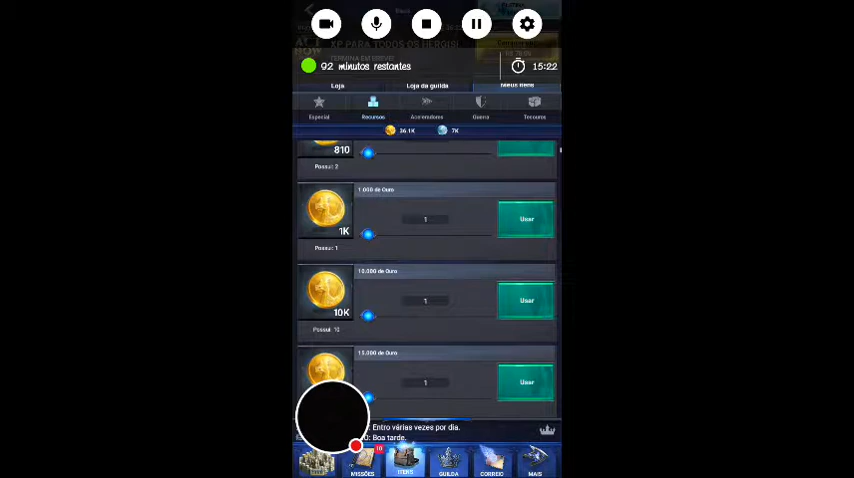 XP PARA TODOS OS HERÓIS!
92 minutos restantes
15:22
Loja
Loja da guilda
Meus itens
Especial
Recursos
Aceleradores
Guerra
Tesouros
36.1K
7K
810
Possui: 2
1.000 de Ouro
1K
1
Usar
Possui: 1
10.000 de Ouro
10K
1
Usar
Possui: 10
15.000 de Ouro
1
Usar
: Entro várias vezes por dia.
O: Boa tarde.
10
MISSÕES
ITENS
GUILDA
CORREIO
MAIS